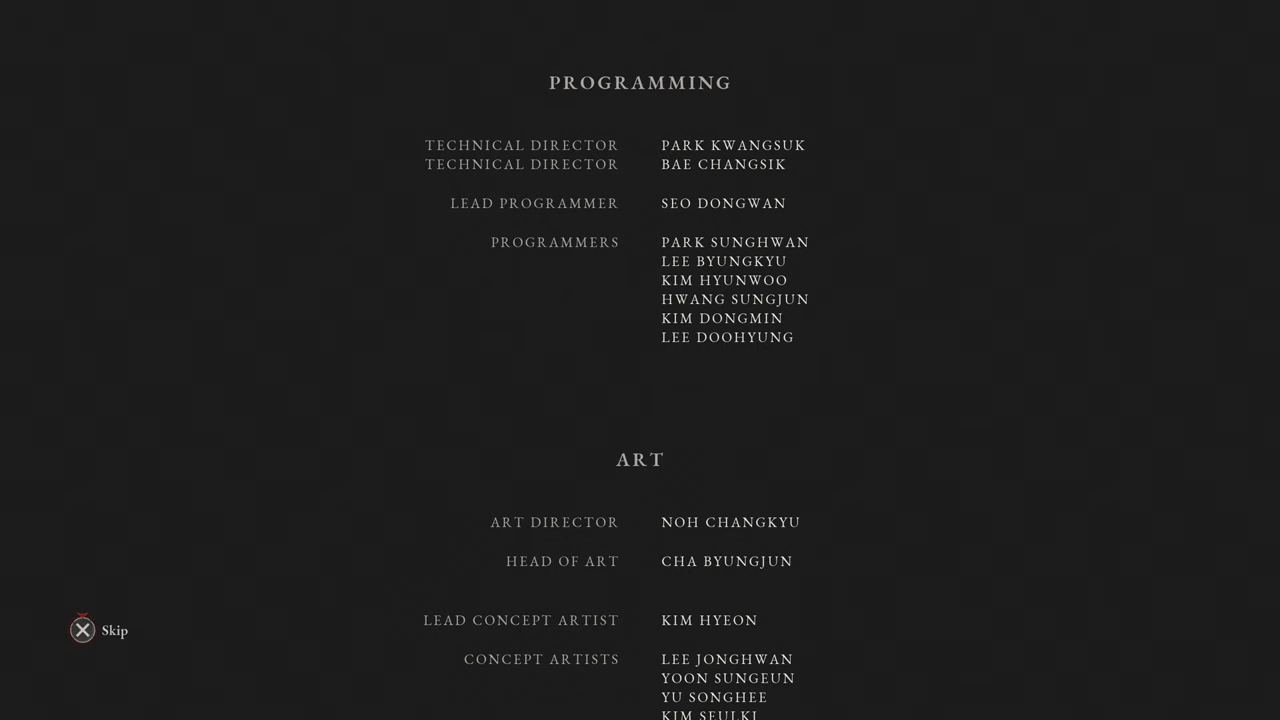 PROGRAMMING
TECHNICAL DIRECTOR PARK KWANGSUK
TECHNICAL DIRECTOR BAE CHANGSIK
LEAD PROGRAMMER SEO DONGWAN
PROGRAMMERS PARK SUNGHWAN
LEE BYUNGKYU
KIM HYUNWOO
HWANG SUNGJUN
KIM DONGMIN
LEE DOOHYUNG
ART
ART DIRECTOR NOH CHANGKYU
HEAD OF ART CHA BYUNGJUN
LEAD CONCEPT ARTIST KIM HYEON
Skip
CONCEPT ARTISTS LEE JONGHWAN
YOON SUNGEUN
YU SONGHEE
KIM SEULKI